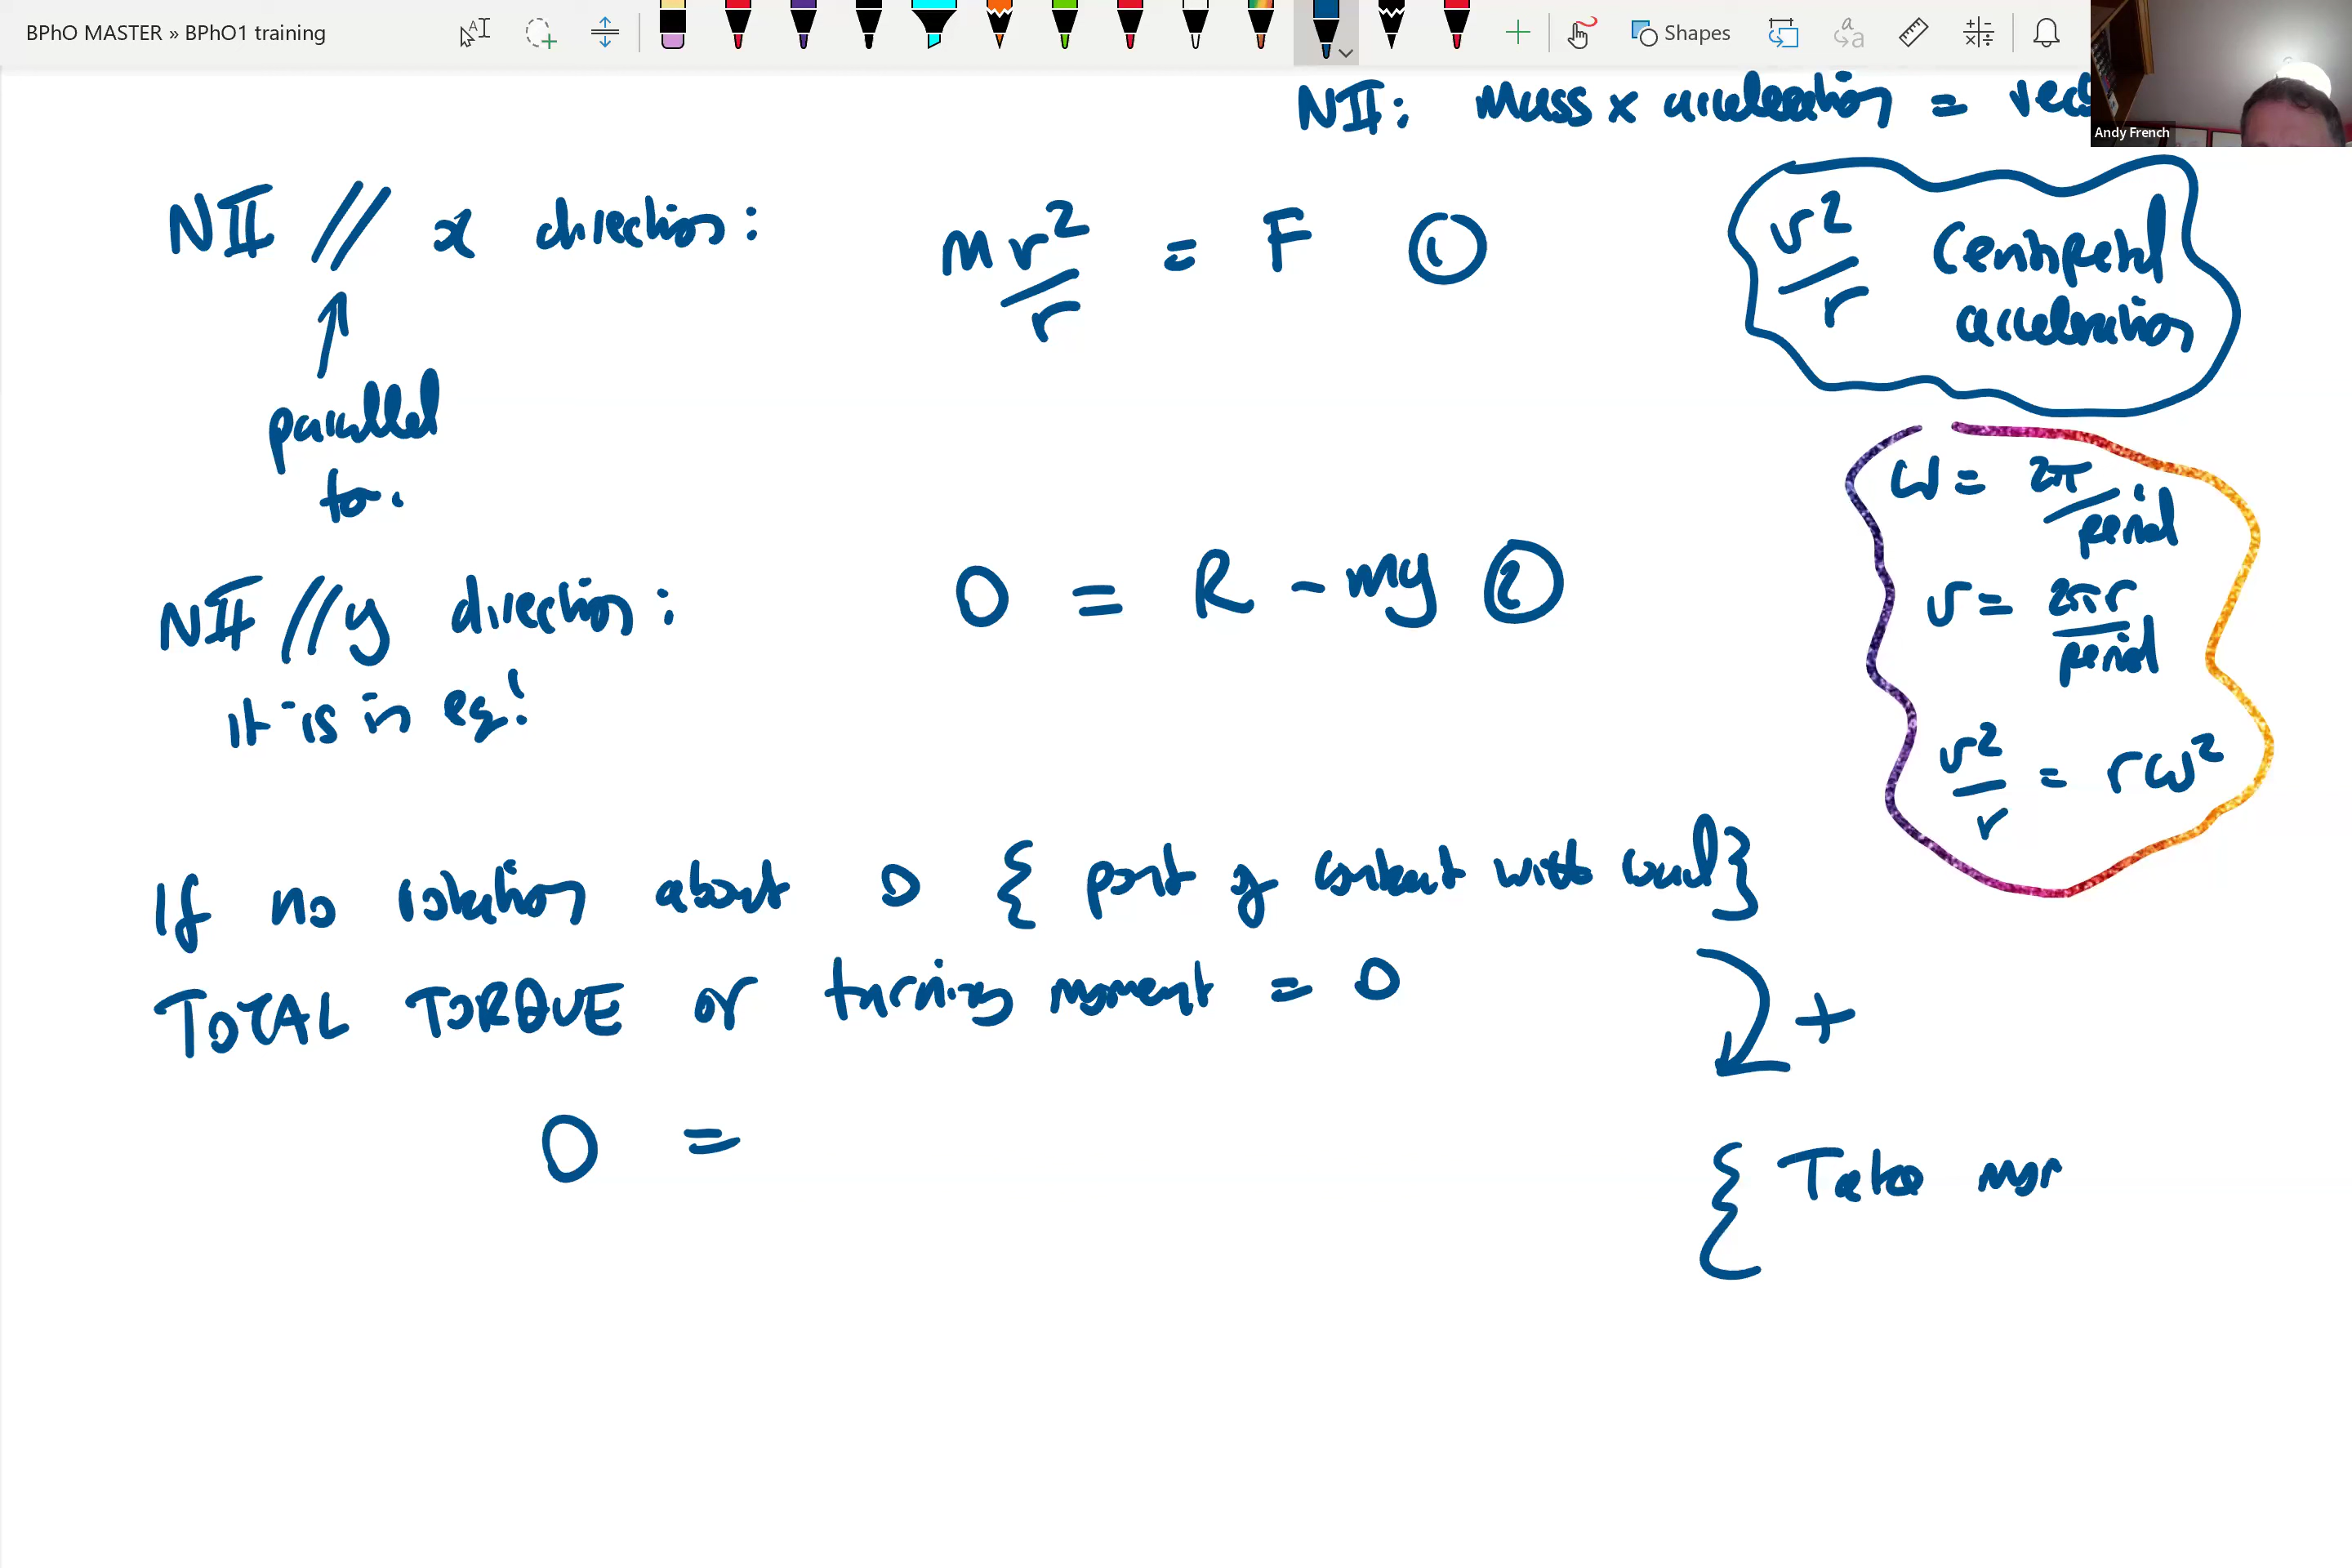 BPhO MASTER » BPhO1 training
Shapes
Andy French
NII: Mass x acceleration =
NII // x direction:
m v²/r = F ①
v²/r Centripetal acceleration
parallel
to.
ω = 2π/period
NII // y direction:
0 = R - mg ②
v = 2πr/period
it is in eq!
v²/r = rω²
If no rotation about O { point of contact with road}
TOTAL TORQUE or turning moment = 0
+
0 =
{ Take mom